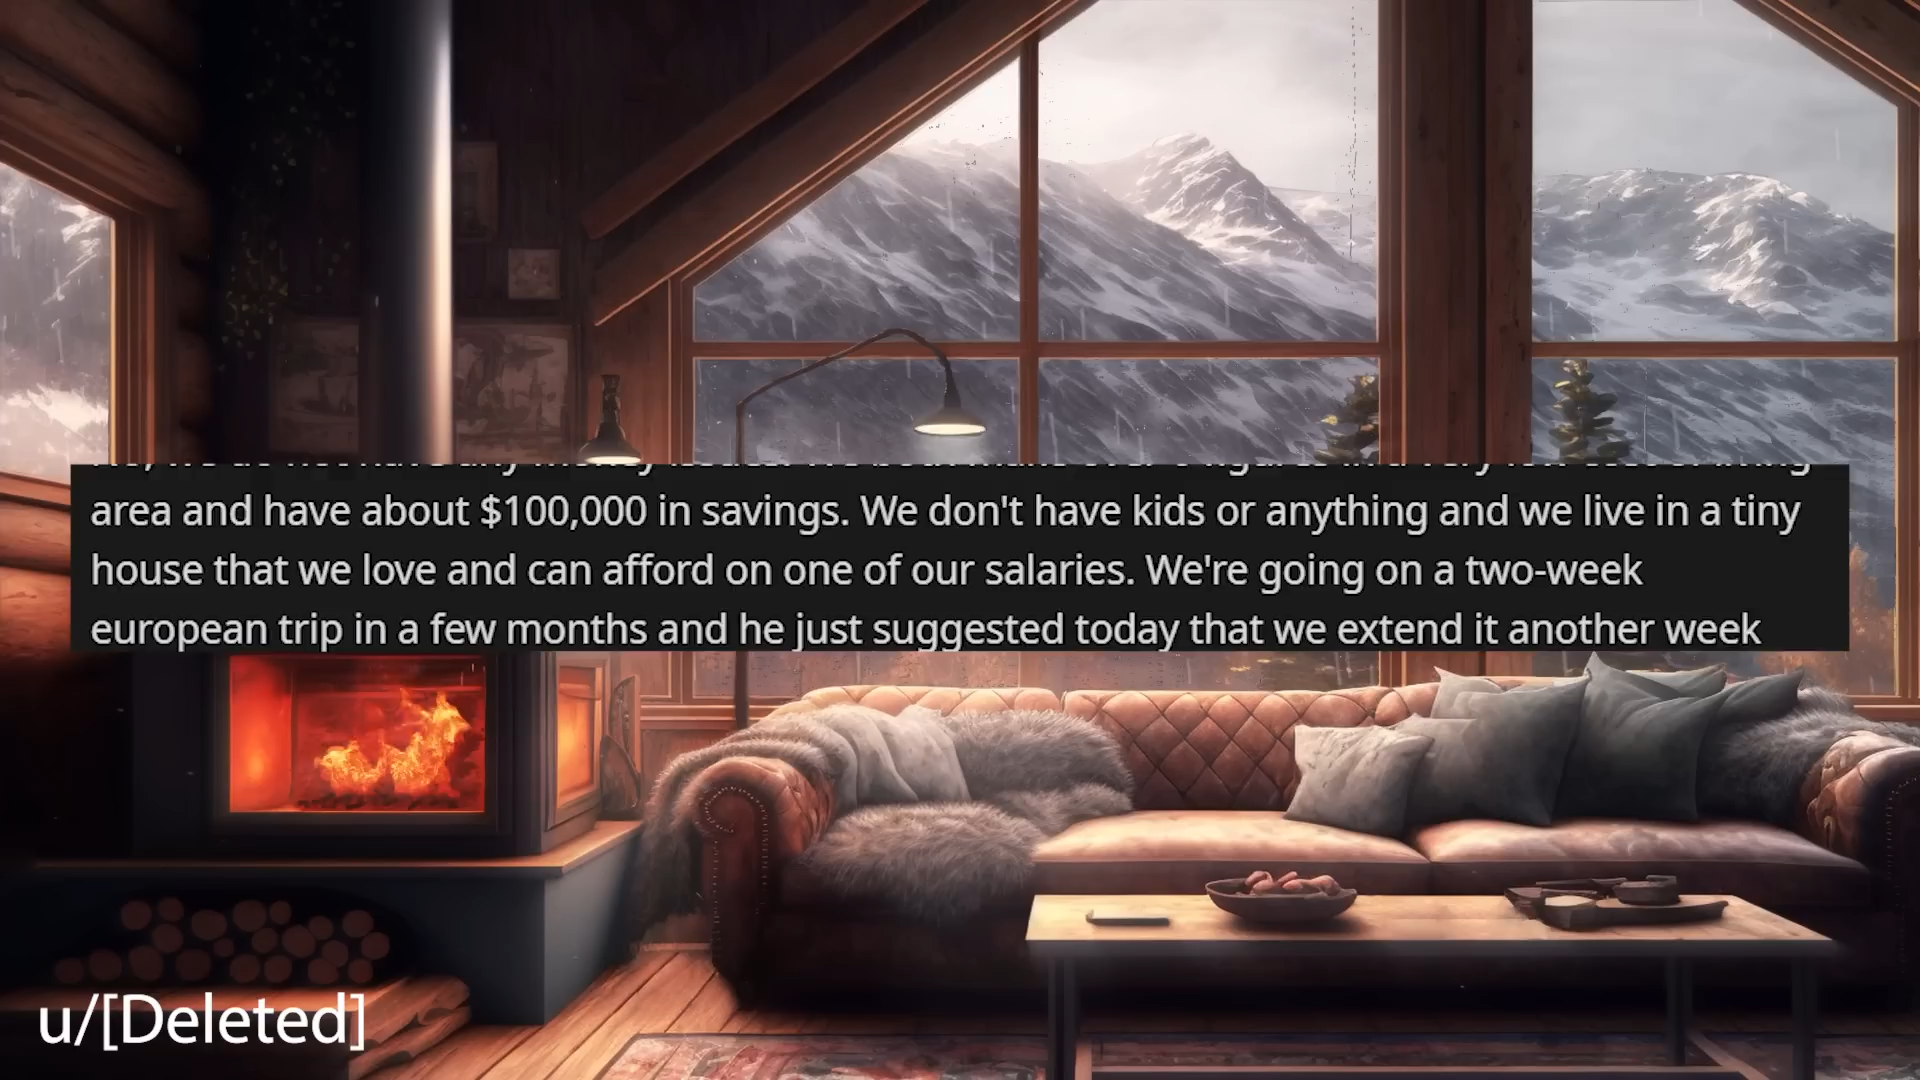 area and have about $100,000 in savings. We don't have kids or anything and we live in a tiny
house that we love and can afford on one of our salaries. We're going on a two-week
european trip in a few months and he just suggested today that we extend it another week
u/[Deleted]